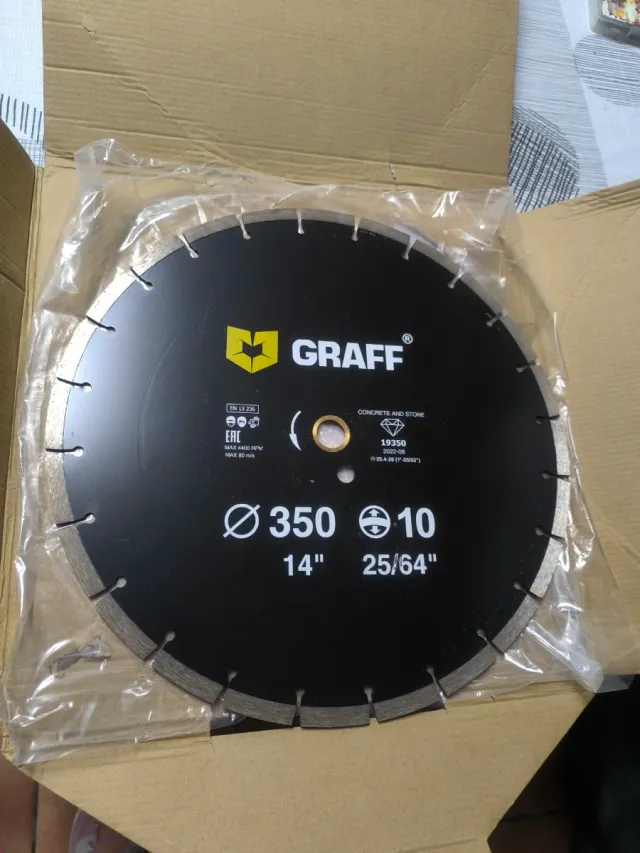 GRAFF®
EN 13 236
EAC
MAX 4400 RPM
MAX 80 m/s
CONCRETE AND STONE
19350
2022-08
25.4-20 (1"-25/32")
Ø 350
10
14"
25/64"